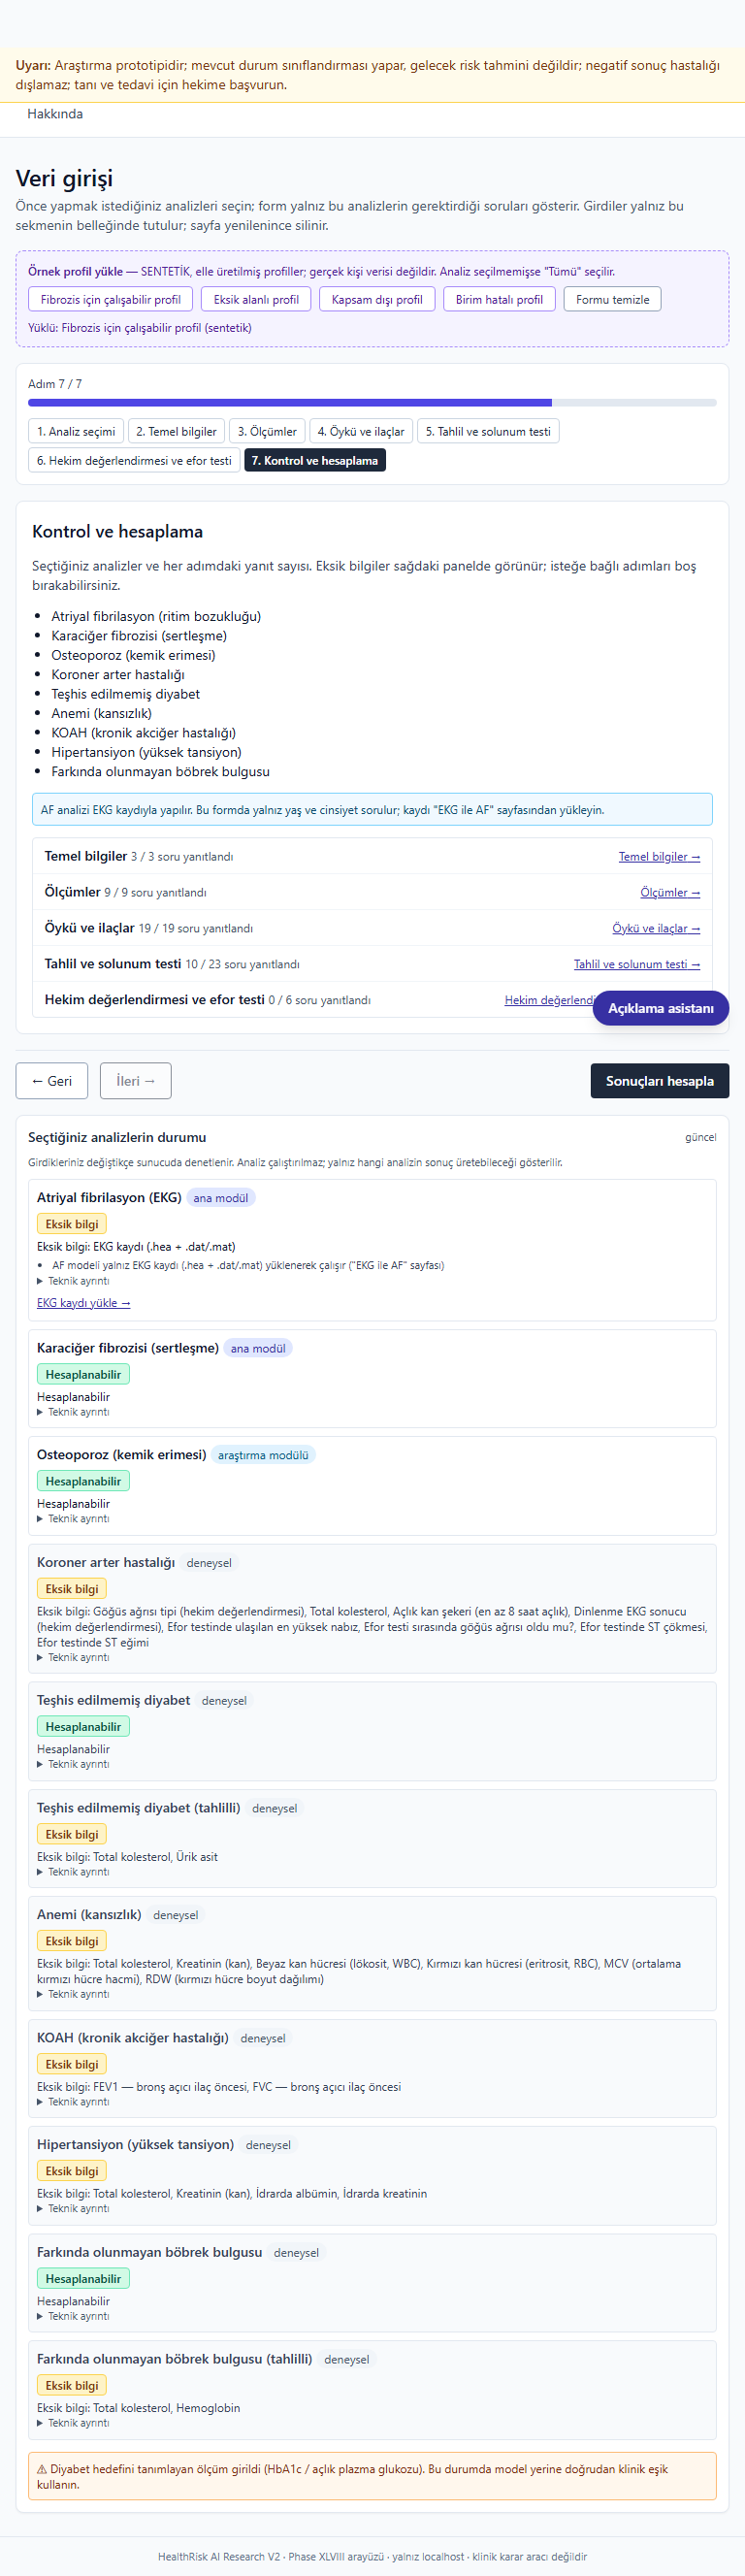 Uyarı: Araştırma prototipidir; mevcut durum sınıflandırması yapar, gelecek risk tahmini değildir; negatif sonuç hastalığı
dışlamaz; tanı ve tedavi için hekime başvurun.
Hakkında
Veri girişi
Önce yapmak istediğiniz analizleri seçin; form yalnız bu analizlerin gerektirdiği soruları gösterir. Girdiler yalnız bu
sekmenin belleğinde tutulur; sayfa yenilenince silinir.
Örnek profil yükle — SENTETİK, elle üretilmiş profiller; gerçek kişi verisi değildir. Analiz seçilmemişse "Tümü" seçilir.
Fibrozis için çalışabilir profil
Eksik alanlı profil
Kapsam dışı profil
Birim hatalı profil
Formu temizle
Yüklü: Fibrozis için çalışabilir profil (sentetik)
Adım 7 / 7
1. Analiz seçimi
2. Temel bilgiler
3. Ölçümler
4. Öykü ve ilaçlar
5. Tahlil ve solunum testi
6. Hekim değerlendirmesi ve efor testi
7. Kontrol ve hesaplama
Kontrol ve hesaplama
Seçtiğiniz analizler ve her adımdaki yanıt sayısı. Eksik bilgiler sağdaki panelde görünür; isteğe bağlı adımları boş
bırakabilirsiniz.
• Atriyal fibrilasyon (ritim bozukluğu)
• Karaciğer fibrozisi (sertleşme)
• Osteoporoz (kemik erimesi)
• Koroner arter hastalığı
• Teşhis edilmemiş diyabet
• Anemi (kansızlık)
• KOAH (kronik akciğer hastalığı)
• Hipertansiyon (yüksek tansiyon)
• Farkında olunmayan böbrek bulgusu
AF analizi EKG kaydıyla yapılır. Bu formda yalnız yaş ve cinsiyet sorulur; kaydı "EKG ile AF" sayfasından yükleyin.
Temel bilgiler 3 / 3 soru yanıtlandı Temel bilgiler →
Ölçümler 9 / 9 soru yanıtlandı Ölçümler →
Öykü ve ilaçlar 19 / 19 soru yanıtlandı Öykü ve ilaçlar →
Tahlil ve solunum testi 10 / 23 soru yanıtlandı Tahlil ve solunum testi →
Hekim değerlendirmesi ve efor testi 0 / 6 soru yanıtlandı Hekim değerlendi
Açıklama asistanı
← Geri
İleri →
Sonuçları hesapla
Seçtiğiniz analizlerin durumu güncel
Girdikleriniz değiştikçe sunucuda denetlenir. Analiz çalıştırılmaz; yalnız hangi analizin sonuç üretebileceği gösterilir.
Atriyal fibrilasyon (EKG) ana modül
Eksik bilgi
Eksik bilgi: EKG kaydı (.hea + .dat/.mat)
• AF modeli yalnız EKG kaydı (.hea + .dat/.mat) yüklenerek çalışır ("EKG ile AF" sayfası)
▶ Teknik ayrıntı
EKG kaydı yükle →
Karaciğer fibrozisi (sertleşme) ana modül
Hesaplanabilir
Hesaplanabilir
▶ Teknik ayrıntı
Osteoporoz (kemik erimesi) araştırma modülü
Hesaplanabilir
Hesaplanabilir
▶ Teknik ayrıntı
Koroner arter hastalığı deneysel
Eksik bilgi
Eksik bilgi: Göğüs ağrısı tipi (hekim değerlendirmesi), Total kolesterol, Açlık kan şekeri (en az 8 saat açlık), Dinlenme EKG sonucu
(hekim değerlendirmesi), Efor testinde ulaşılan en yüksek nabız, Efor testi sırasında göğüs ağrısı oldu mu?, Efor testinde ST çökmesi,
Efor testinde ST eğimi
▶ Teknik ayrıntı
Teşhis edilmemiş diyabet deneysel
Hesaplanabilir
Hesaplanabilir
▶ Teknik ayrıntı
Teşhis edilmemiş diyabet (tahlilli) deneysel
Eksik bilgi
Eksik bilgi: Total kolesterol, Ürik asit
▶ Teknik ayrıntı
Anemi (kansızlık) deneysel
Eksik bilgi
Eksik bilgi: Total kolesterol, Kreatinin (kan), Beyaz kan hücresi (lökosit, WBC), Kırmızı kan hücresi (eritrosit, RBC), MCV (ortalama
kırmızı hücre hacmi), RDW (kırmızı hücre boyut dağılımı)
▶ Teknik ayrıntı
KOAH (kronik akciğer hastalığı) deneysel
Eksik bilgi
Eksik bilgi: FEV1 — bronş açıcı ilaç öncesi, FVC — bronş açıcı ilaç öncesi
▶ Teknik ayrıntı
Hipertansiyon (yüksek tansiyon) deneysel
Eksik bilgi
Eksik bilgi: Total kolesterol, Kreatinin (kan), İdrarda albümin, İdrarda kreatinin
▶ Teknik ayrıntı
Farkında olunmayan böbrek bulgusu deneysel
Hesaplanabilir
Hesaplanabilir
▶ Teknik ayrıntı
Farkında olunmayan böbrek bulgusu (tahlilli) deneysel
Eksik bilgi
Eksik bilgi: Total kolesterol, Hemoglobin
▶ Teknik ayrıntı
⚠ Diyabet hedefini tanımlayan ölçüm girildi (HbA1c / açlık plazma glukozu). Bu durumda model yerine doğrudan klinik eşik
kullanın.
HealthRisk AI Research V2 · Phase XLVIII arayüzü · yalnız localhost · klinik karar aracı değildir